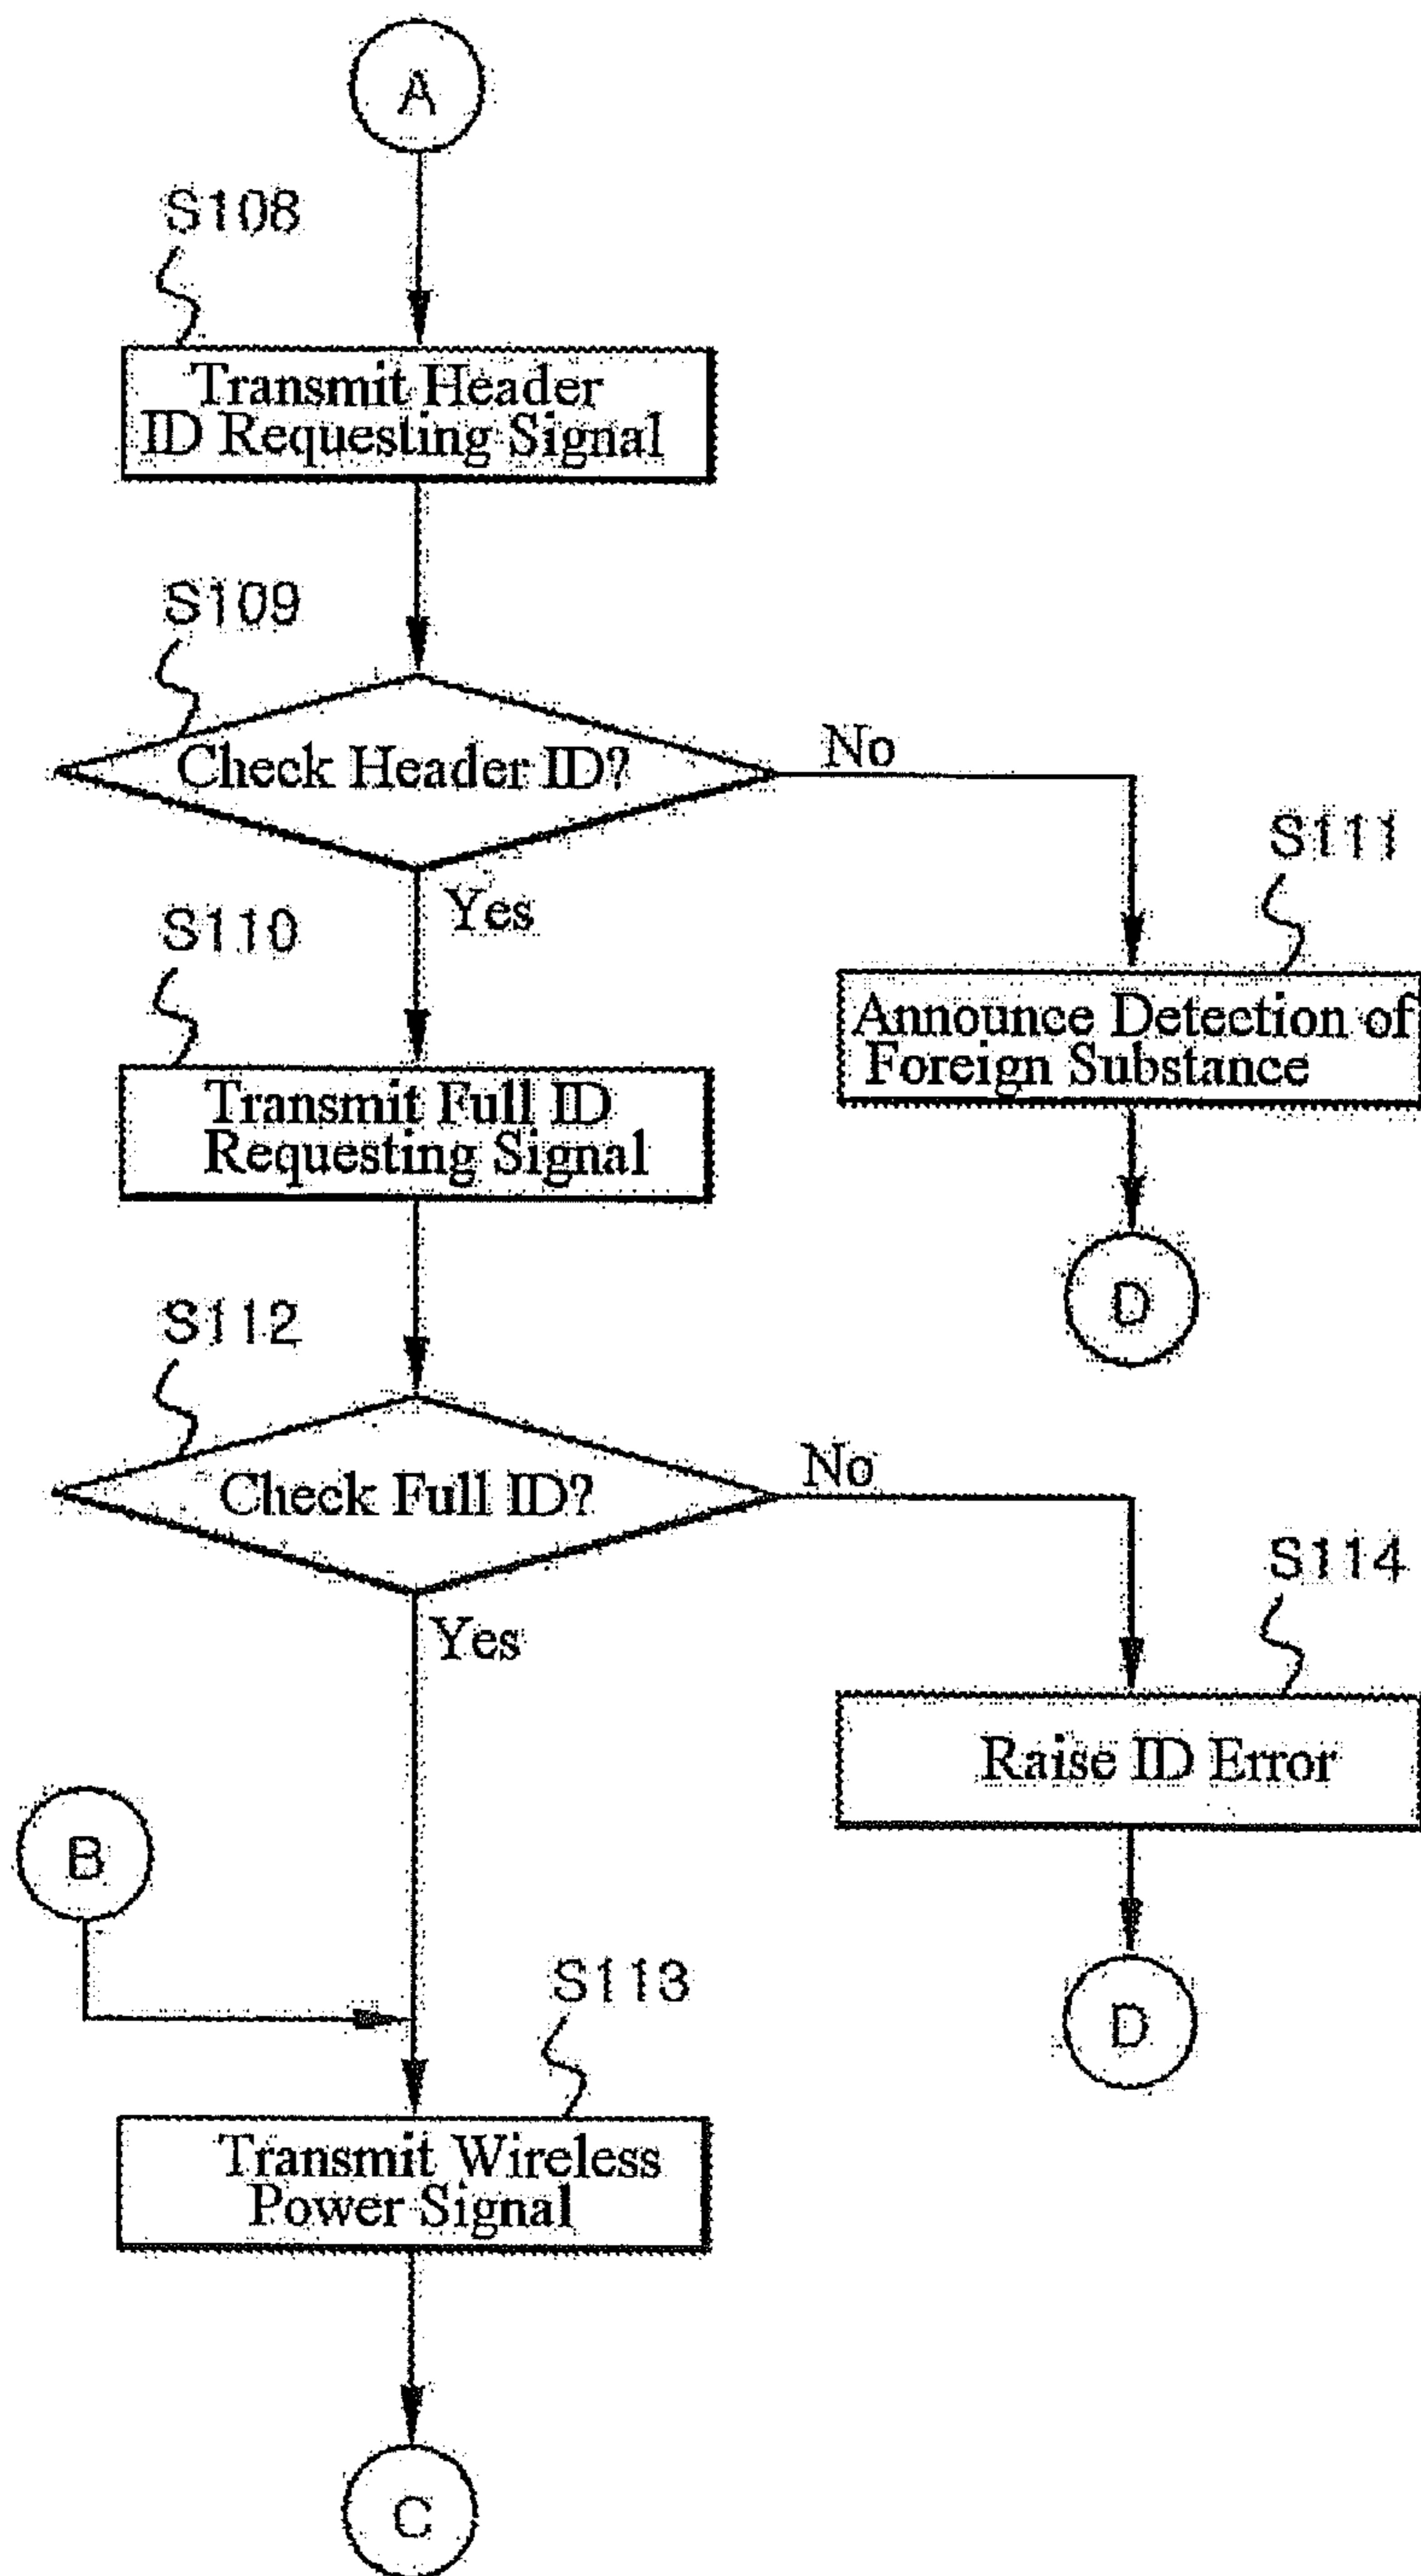 A
S108
Transmit Header
ID Requesting Signal
S109
Check Header ID?
No
Yes
S111
Announce Detection of
Foreign Substance
D
S110
Transmit Full ID
Requesting Signal
S112
Check Full ID?
No
Yes
S114
Raise ID Error
D
B
S113
Transmit Wireless
Power Signal
C